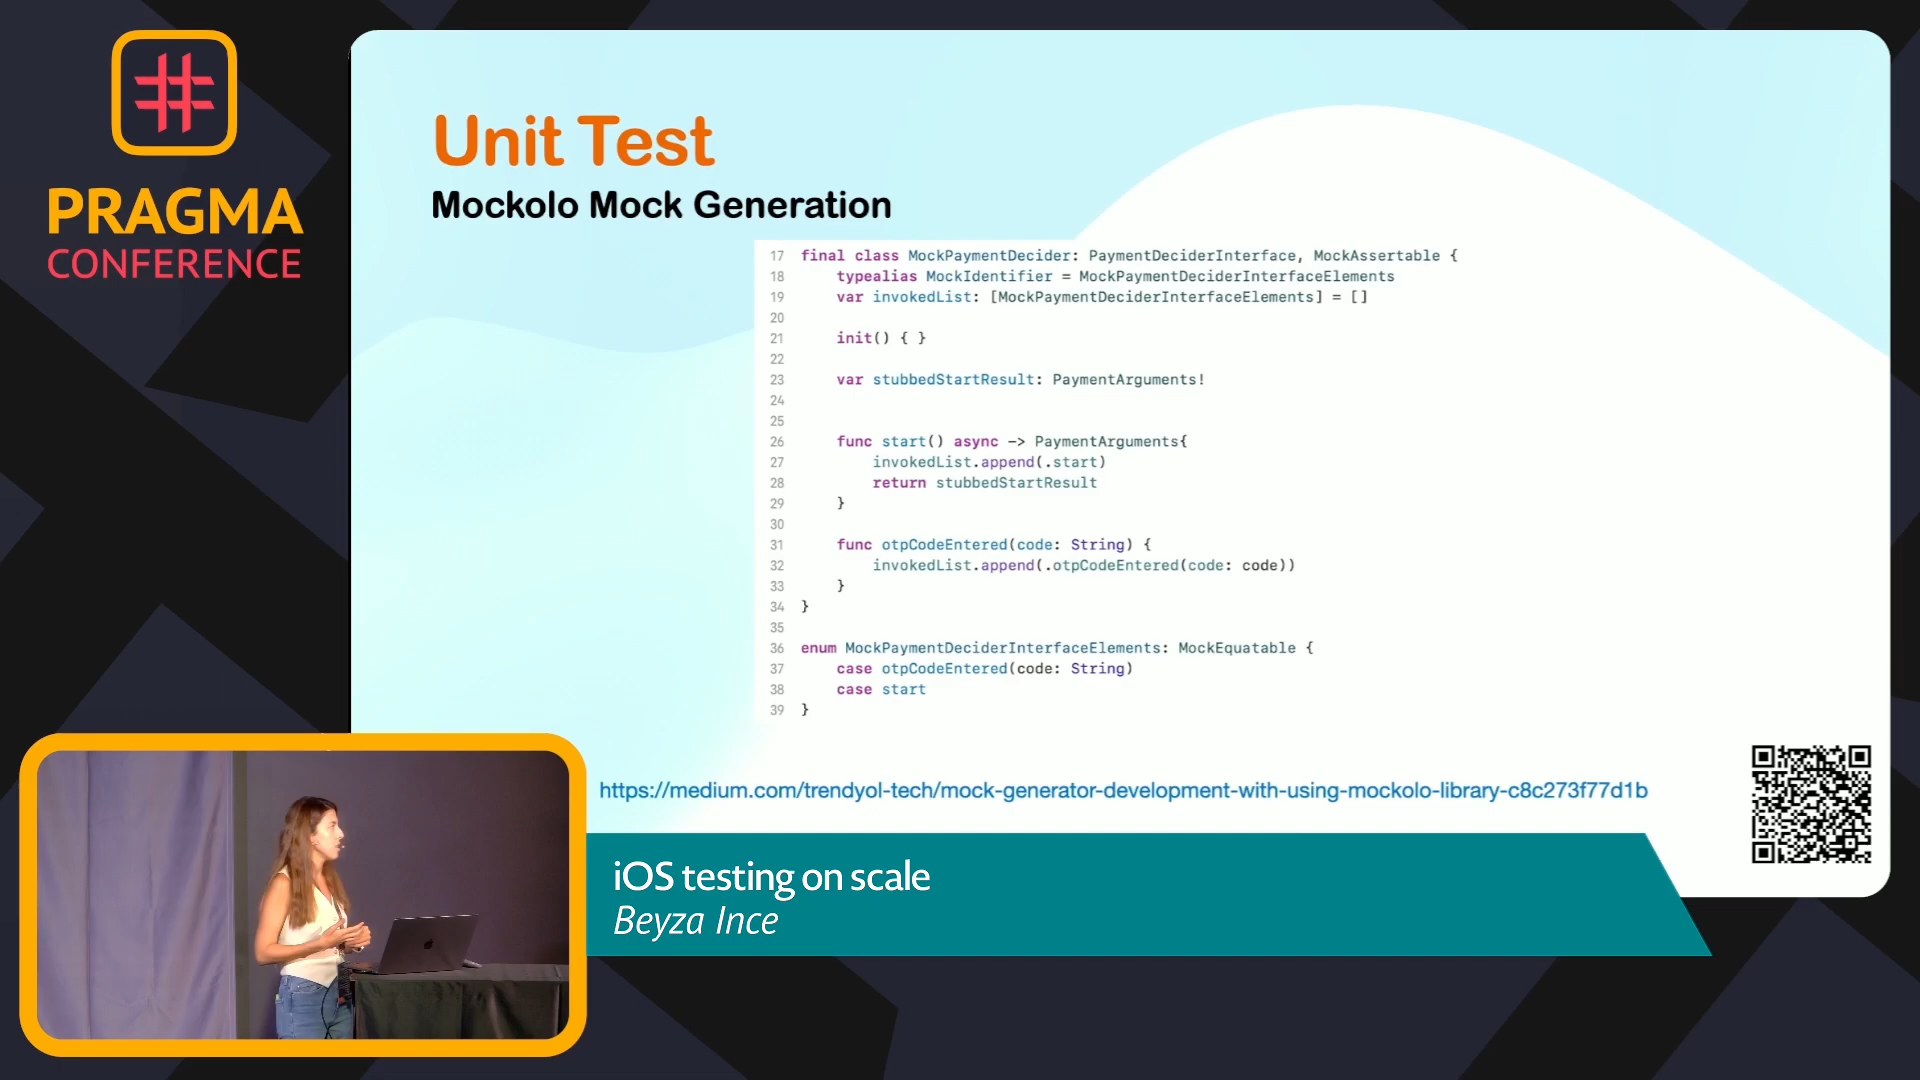 PRAGMA
CONFERENCE
Unit Test
Mockolo Mock Generation
17 final class MockPaymentDecider: PaymentDeciderInterface, MockAssertable {
18 typealias MockIdentifier = MockPaymentDeciderInterfaceElements
19 var invokedList: [MockPaymentDeciderInterfaceElements] = []
20
21 init() { }
22
23 var stubbedStartResult: PaymentArguments!
24
25
26 func start() async -> PaymentArguments{
27 invokedList.append(.start)
28 return stubbedStartResult
29 }
30
31 func otpCodeEntered(code: String) {
32 invokedList.append(.otpCodeEntered(code: code))
33 }
34 }
35
36 enum MockPaymentDeciderInterfaceElements: MockEquatable {
37 case otpCodeEntered(code: String)
38 case start
39 }
https://medium.com/trendyol-tech/mock-generator-development-with-using-mockolo-library-c8c273f77d1b
iOS testing on scale
Beyza Ince